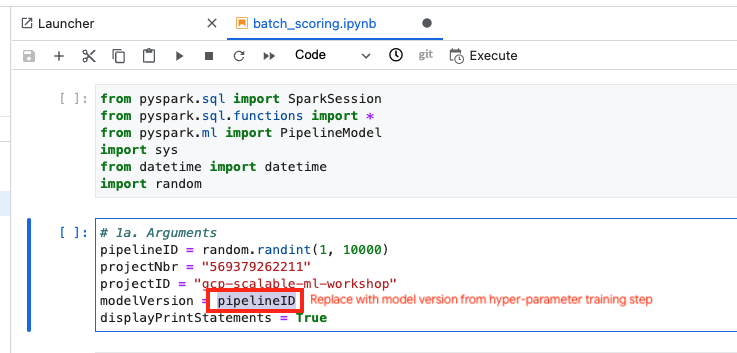 Launcher
batch_scoring.ipynb
Code
git
Execute
[ ]:
from pyspark.sql import SparkSession
from pyspark.sql.functions import *
from pyspark.ml import PipelineModel
import sys
from datetime import datetime
import random
[ ]:
# 1a. Arguments
pipelineID = random.randint(1, 10000)
projectNbr = "569379262211"
projectID = "gcp-scalable-ml-workshop"
modelVersion = pipelineID Replace with model version from hyper-parameter training step
displayPrintStatements = True